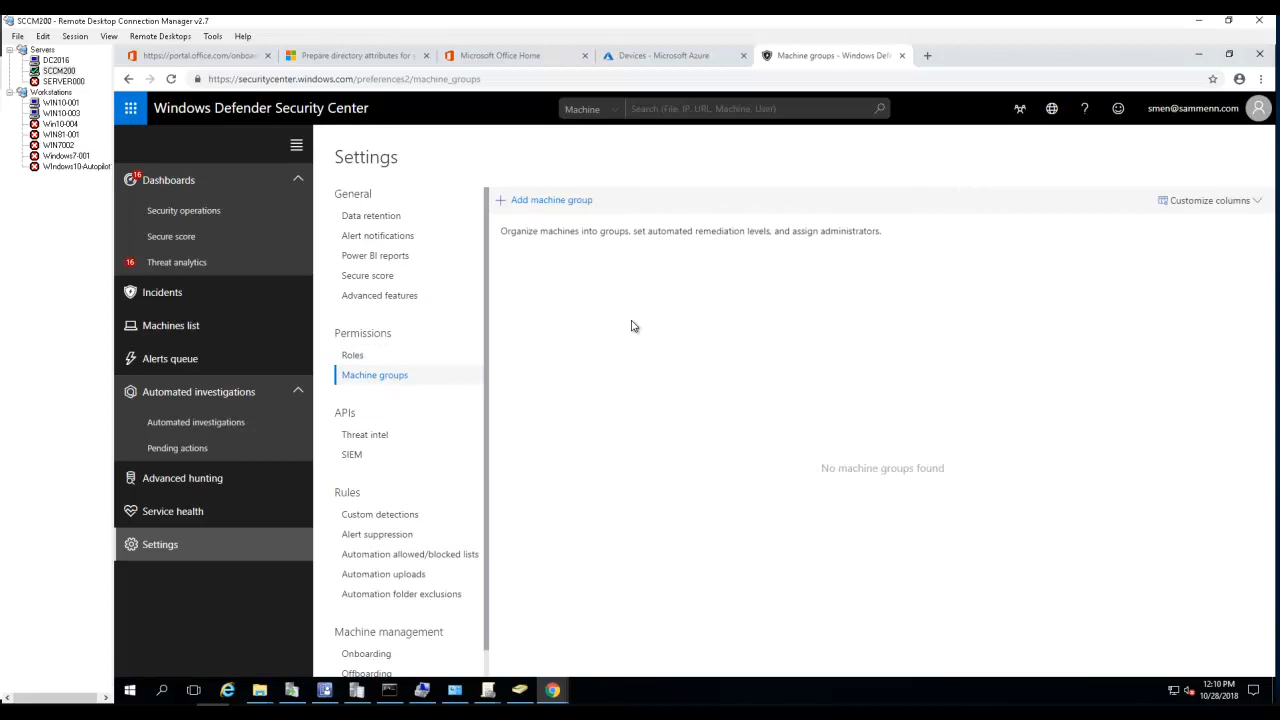 SCCM200 - Remote Desktop Connection Manager v2.7
File Edit Session View Remote Desktops Tools Help
Servers
DC2016
SCCM200
SERVER000
Workstations
WIN10-001
WIN10-003
Win10-004
WIN81-001
WIN7002
Windows7-001
WIndows10-Autopilot
https://portal.office.com/onboa
Prepare directory attributes for s
Microsoft Office Home
Devices - Microsoft Azure
Machine groups - Windows Def
https://securitycenter.windows.com/preferences2/machine_groups
Windows Defender Security Center
Machine
Search (File, IP, URL, Machine, User)
smen@sammenn.com
16
Dashboards
Security operations
Secure score
16
Threat analytics
Incidents
Machines list
Alerts queue
Automated investigations
Automated investigations
Pending actions
Advanced hunting
Service health
Settings
Settings
General
Data retention
Alert notifications
Power BI reports
Secure score
Advanced features
Permissions
Roles
Machine groups
APIs
Threat intel
SIEM
Rules
Custom detections
Alert suppression
Automation allowed/blocked lists
Automation uploads
Automation folder exclusions
Machine management
Onboarding
Offboarding
Add machine group
Customize columns
Organize machines into groups, set automated remediation levels, and assign administrators.
No machine groups found
12:10 PM
10/28/2018